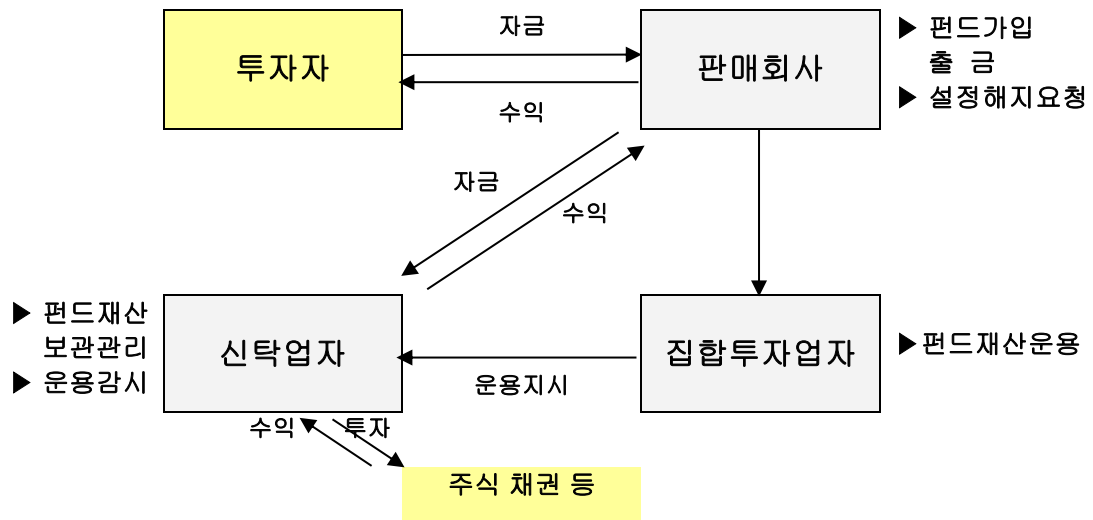 자금
투자자
판매회사
▶ 펀드가입
출 금
▶ 설정해지요청
수익
자금
수익
▶ 펀드재산
보관관리
▶ 운용감시
신탁업자
집합투자업자
▶펀드재산운용
운용지시
수익
투자
주식 채권 등